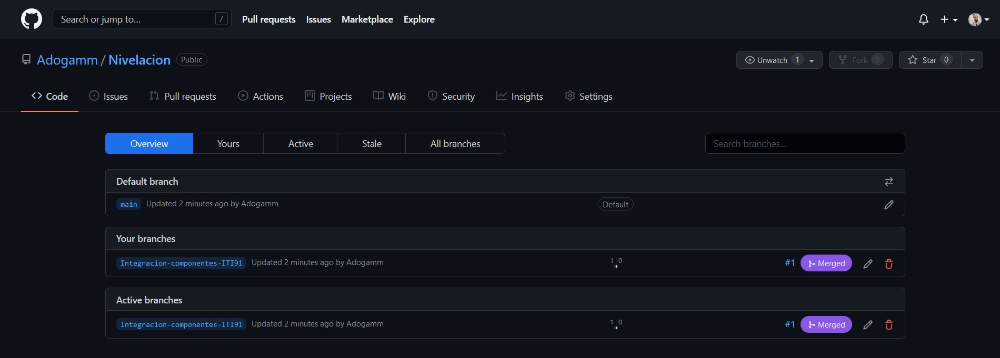 Search or jump to... / Pull requests Issues Marketplace Explore
Adogamm / Nivelacion Public Unwatch 1 Fork 0 Star 0
Code Issues Pull requests Actions Projects Wiki Security Insights Settings
Overview Yours Active Stale All branches Search branches...
Default branch
main Updated 2 minutes ago by Adogamm Default
Your branches
Integracion-componentes-ITI91 Updated 2 minutes ago by Adogamm 1 0 #1 Merged
Active branches
Integracion-componentes-ITI91 Updated 2 minutes ago by Adogamm 1 0 #1 Merged